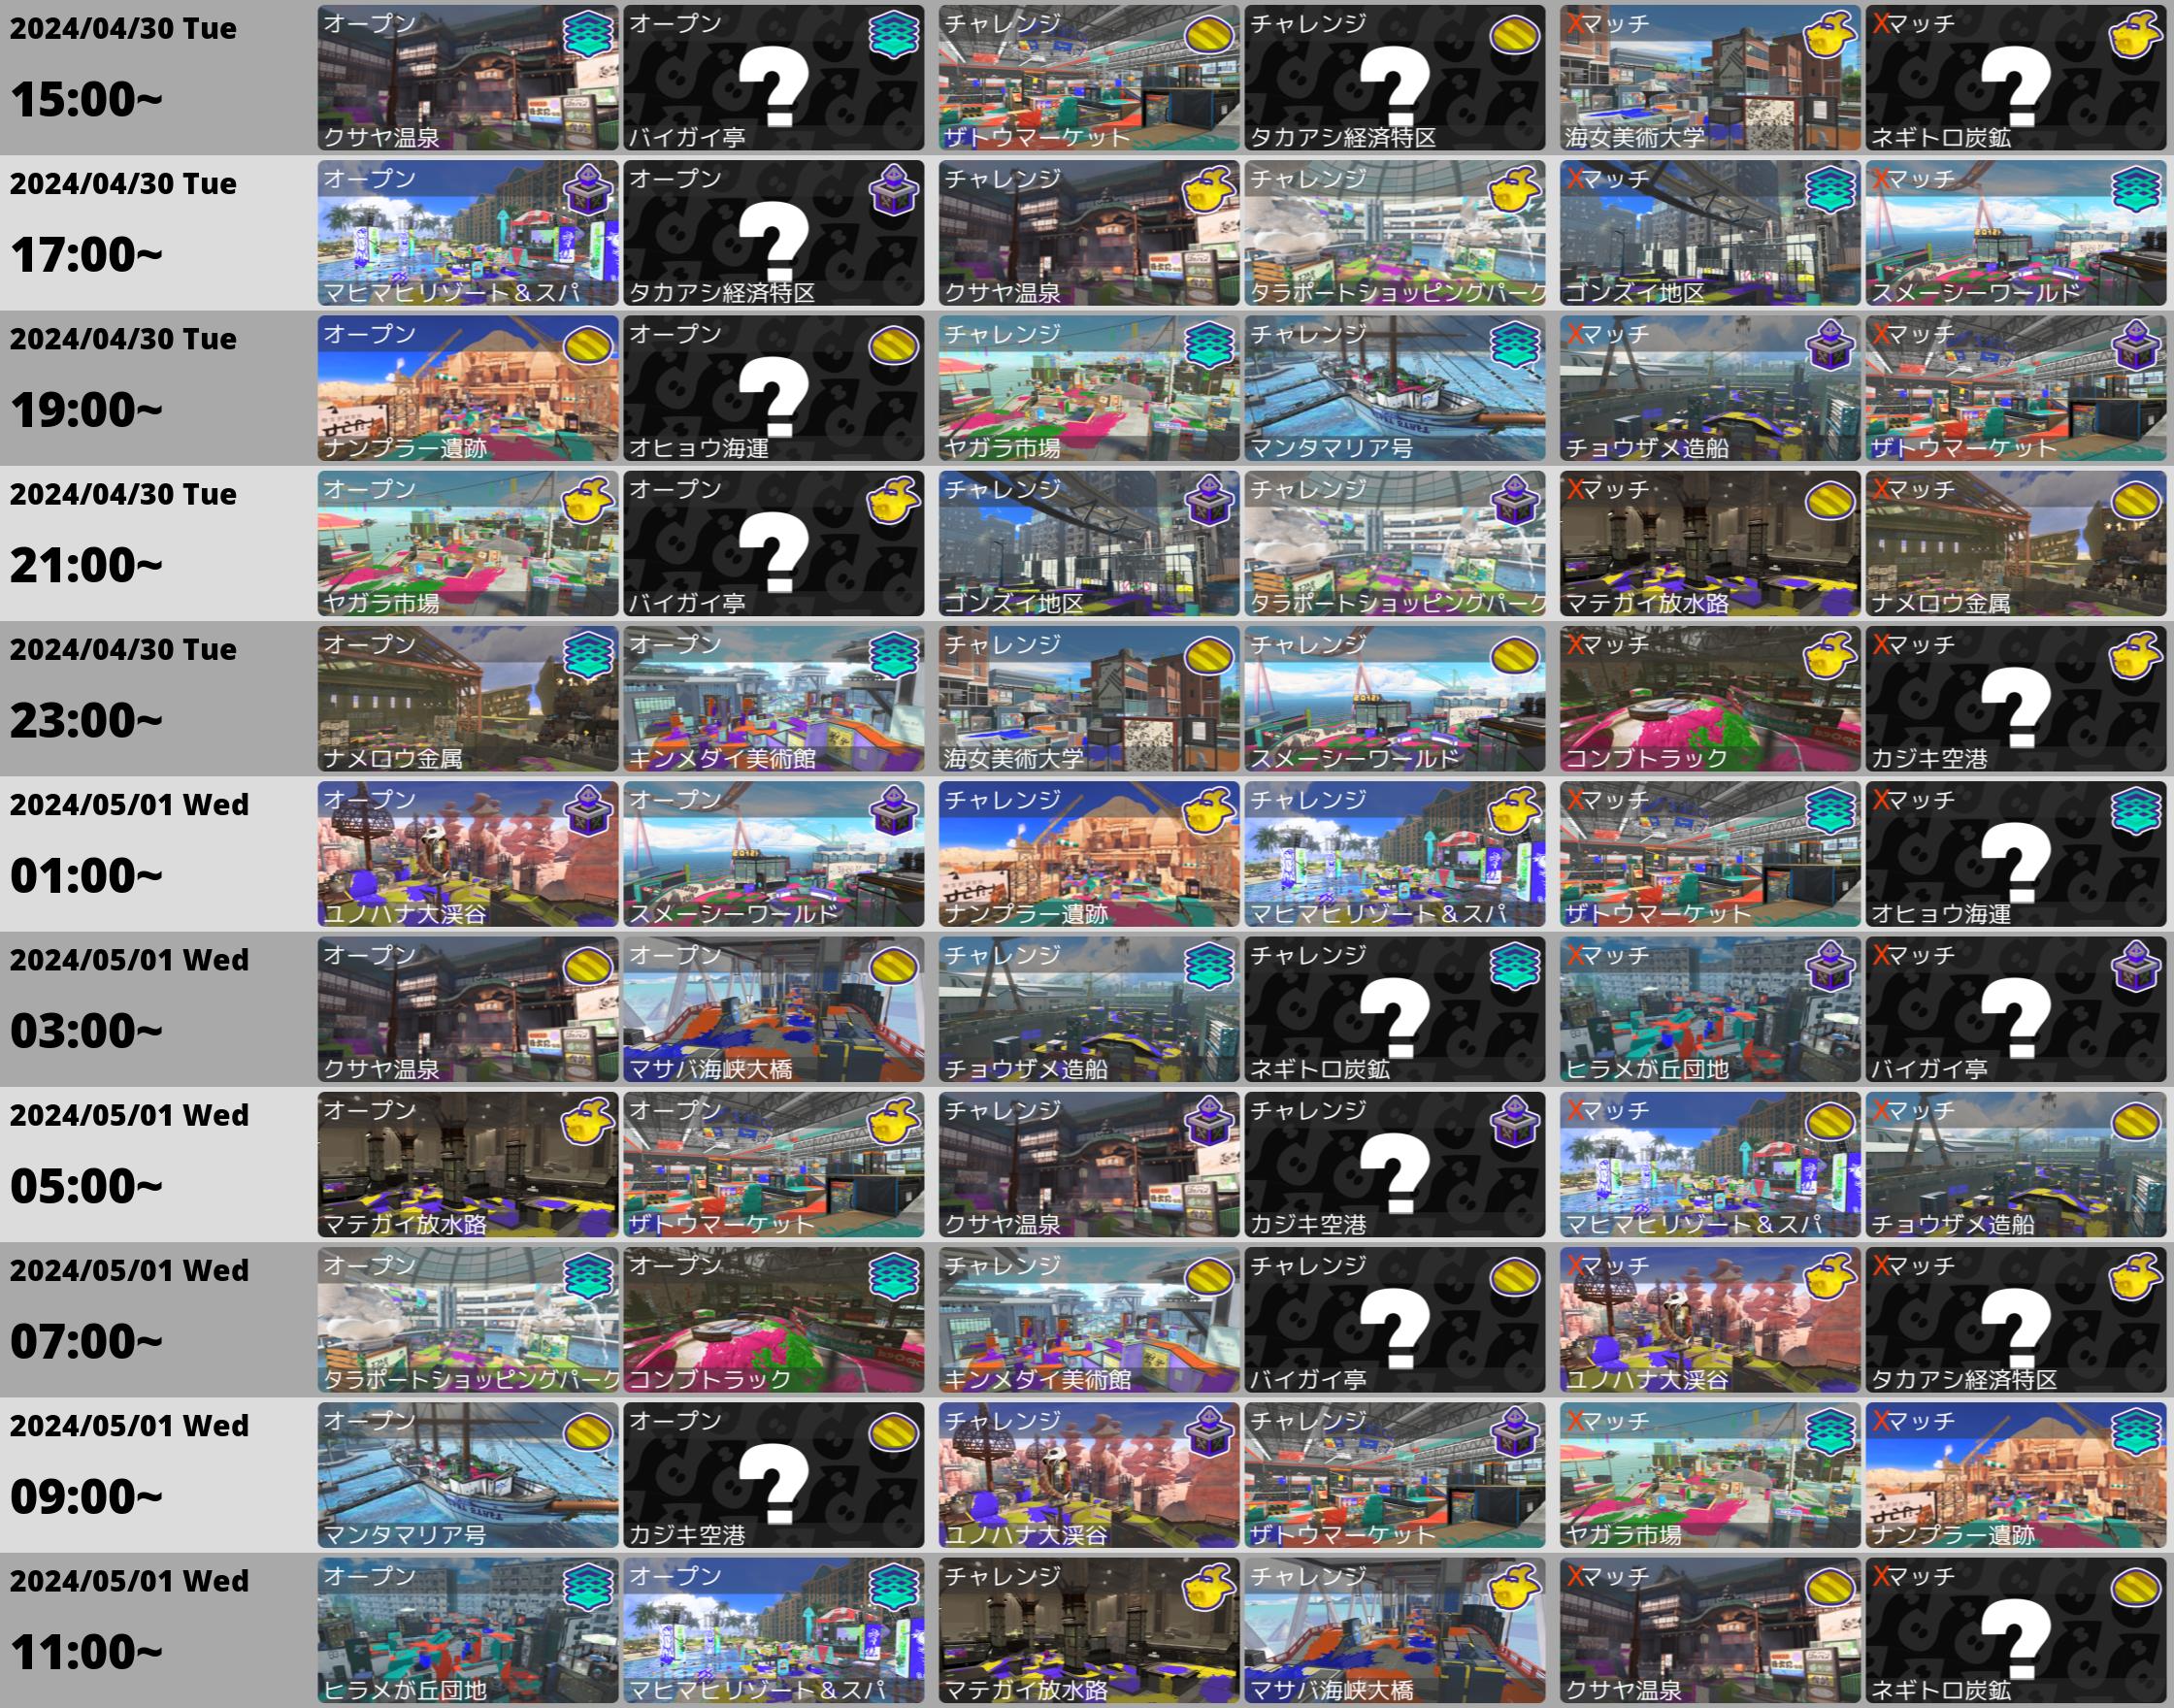 2024/04/30 Tue
15:00~
オープン
クサヤ温泉
オープン
バイガイ亭
チャレンジ
ザトウマーケット
チャレンジ
タカアシ経済特区
Xマッチ
海女美術大学
Xマッチ
ネギトロ炭鉱
2024/04/30 Tue
17:00~
オープン
マヒマヒリゾート&スパ
オープン
タカアシ経済特区
チャレンジ
クサヤ温泉
チャレンジ
タラポートショッピングパーク
Xマッチ
ゴンズイ地区
Xマッチ
スメーシーワールド
2024/04/30 Tue
19:00~
オープン
ナンプラー遺跡
オープン
オヒョウ海運
チャレンジ
ヤガラ市場
チャレンジ
マンタマリア号
Xマッチ
チョウザメ造船
Xマッチ
ザトウマーケット
2024/04/30 Tue
21:00~
オープン
ヤガラ市場
オープン
バイガイ亭
チャレンジ
ゴンズイ地区
チャレンジ
タラポートショッピングパーク
Xマッチ
マテガイ放水路
Xマッチ
ナメロウ金属
2024/04/30 Tue
23:00~
オープン
ナメロウ金属
オープン
キンメダイ美術館
チャレンジ
海女美術大学
チャレンジ
スメーシーワールド
Xマッチ
コンブトラック
Xマッチ
カジキ空港
2024/05/01 Wed
01:00~
オープン
ユノハナ大渓谷
オープン
スメーシーワールド
チャレンジ
ナンプラー遺跡
チャレンジ
マヒマヒリゾート&スパ
Xマッチ
ザトウマーケット
Xマッチ
オヒョウ海運
2024/05/01 Wed
03:00~
オープン
クサヤ温泉
オープン
マサバ海峡大橋
チャレンジ
チョウザメ造船
チャレンジ
ネギトロ炭鉱
Xマッチ
ヒラメが丘団地
Xマッチ
バイガイ亭
2024/05/01 Wed
05:00~
オープン
マテガイ放水路
オープン
ザトウマーケット
チャレンジ
クサヤ温泉
チャレンジ
カジキ空港
Xマッチ
マヒマヒリゾート&スパ
Xマッチ
チョウザメ造船
2024/05/01 Wed
07:00~
オープン
タラポートショッピングパーク
オープン
コンブトラック
チャレンジ
キンメダイ美術館
チャレンジ
バイガイ亭
Xマッチ
ユノハナ大渓谷
Xマッチ
タカアシ経済特区
2024/05/01 Wed
09:00~
オープン
マンタマリア号
オープン
カジキ空港
チャレンジ
ユノハナ大渓谷
チャレンジ
ザトウマーケット
Xマッチ
ヤガラ市場
Xマッチ
ナンプラー遺跡
2024/05/01 Wed
11:00~
オープン
ヒラメが丘団地
オープン
マヒマヒリゾート&スパ
チャレンジ
マテガイ放水路
チャレンジ
マサバ海峡大橋
Xマッチ
クサヤ温泉
Xマッチ
ネギトロ炭鉱